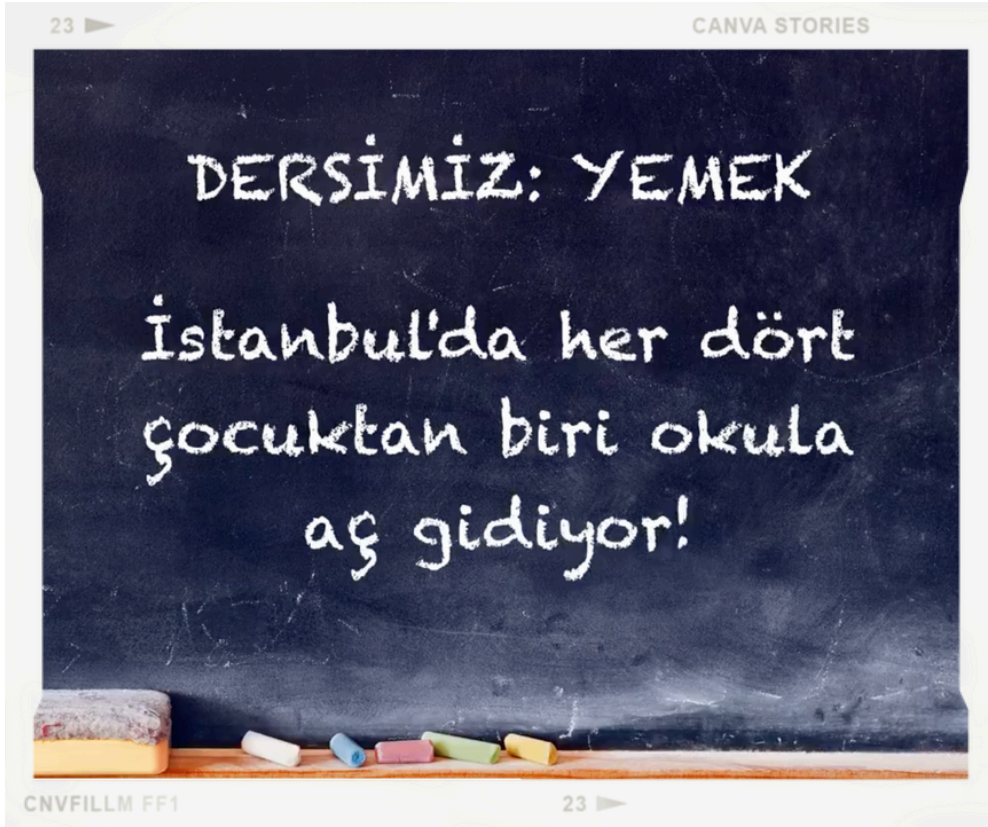 23
CANVA STORIES
DERSİMİZ: YEMEK
İstanbul'da her dört
çocuktan biri okula
aç gidiyor!
CNVFILLM FF1
23